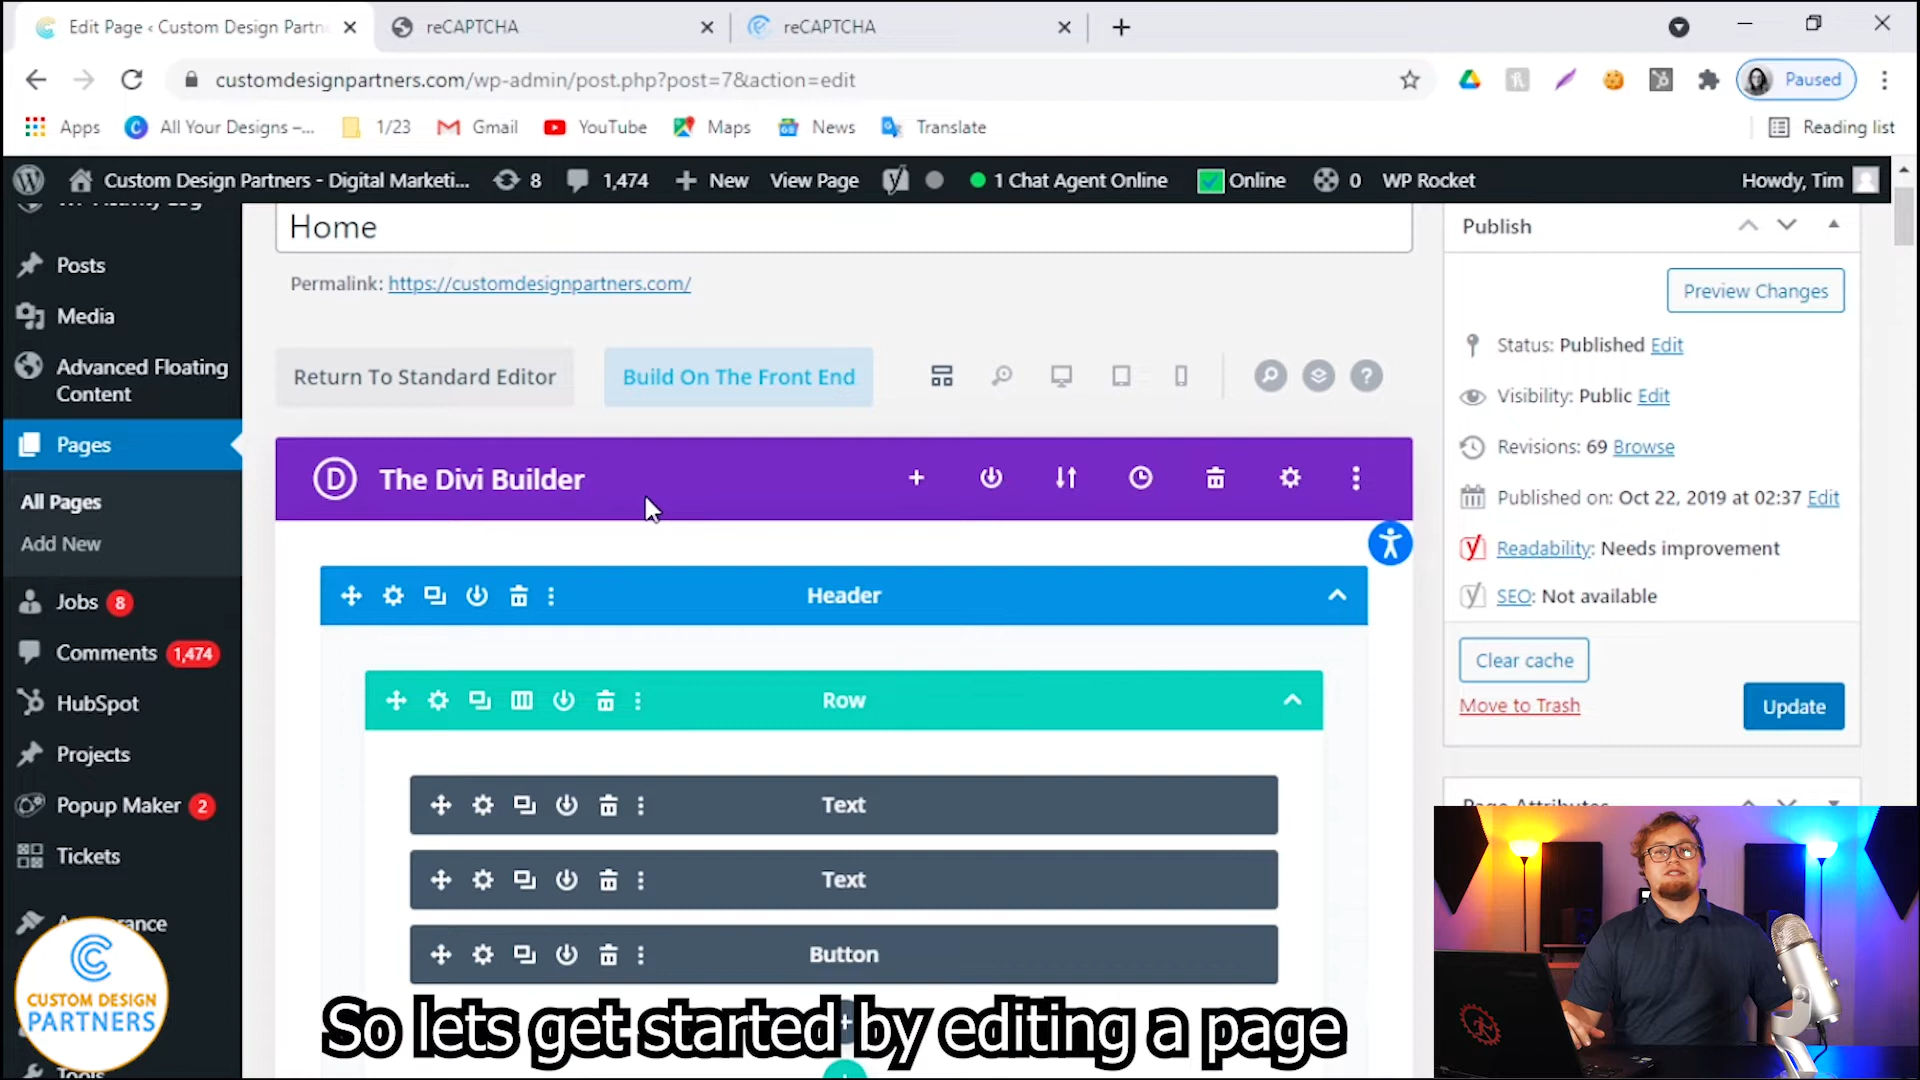 Edit Page ‹ Custom Design Partn
reCAPTCHA
reCAPTCHA
customdesignpartners.com/wp-admin/post.php?post=7&action=edit
Paused
Apps
All Your Designs –...
1/23
Gmail
YouTube
Maps
News
Translate
Reading list
Custom Design Partners - Digital Marketi...
8
1,474
New
View Page
1 Chat Agent Online
Online
0
WP Rocket
Howdy, Tim
Posts
Media
Advanced Floating
Content
Pages
All Pages
Add New
Jobs 8
Comments 1,474
HubSpot
Projects
Popup Maker 2
Tickets
Home
Permalink: https://customdesignpartners.com/
Return To Standard Editor
Build On The Front End
The Divi Builder
Header
Row
Text
Text
Button
Publish
Preview Changes
Status: Published Edit
Visibility: Public Edit
Revisions: 69 Browse
Published on: Oct 22, 2019 at 02:37 Edit
Readability: Needs improvement
SEO: Not available
Clear cache
Move to Trash
Update
CUSTOM DESIGN
PARTNERS
So lets get started by editing a page